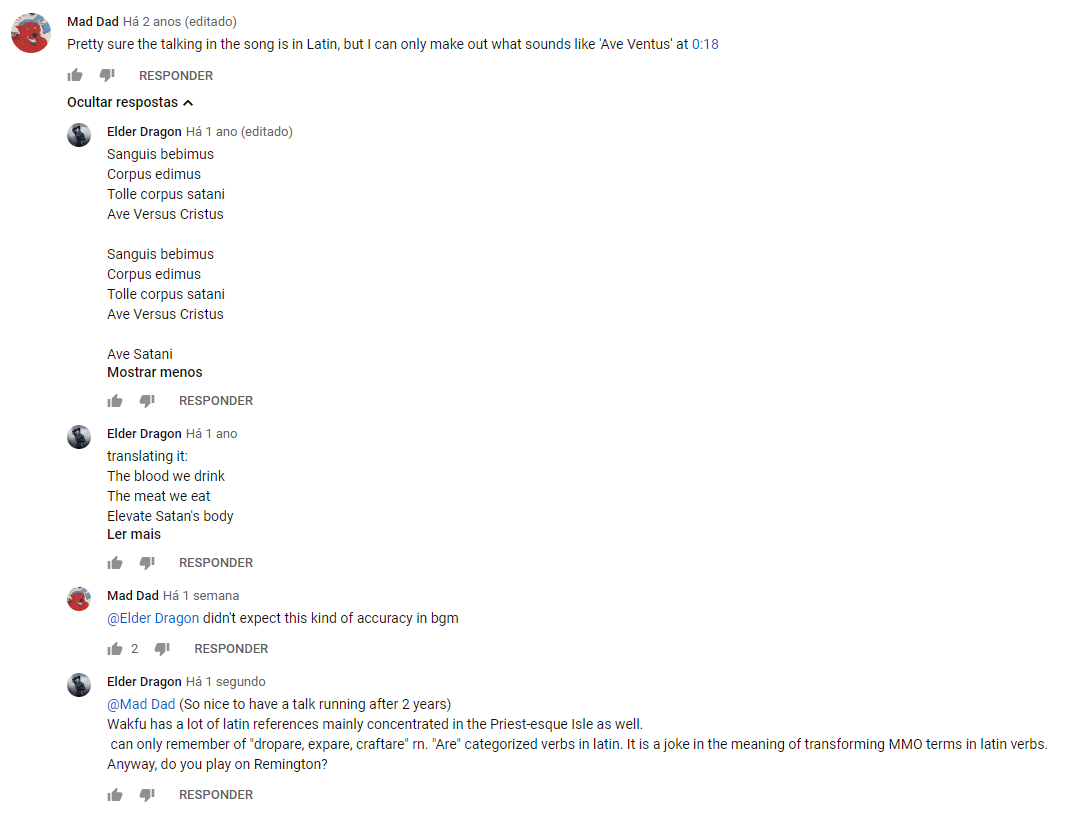 Mad Dad Há 2 anos (editado)
Pretty sure the talking in the song is in Latin, but I can only make out what sounds like 'Ave Ventus' at 0:18
RESPONDER
Ocultar respostas
Elder Dragon Há 1 ano (editado)
Sanguis bebimus
Corpus edimus
Tolle corpus satani
Ave Versus Cristus
Sanguis bebimus
Corpus edimus
Tolle corpus satani
Ave Versus Cristus
Ave Satani
Mostrar menos
RESPONDER
Elder Dragon Há 1 ano
translating it:
The blood we drink
The meat we eat
Elevate Satan's body
Ler mais
RESPONDER
Mad Dad Há 1 semana
@Elder Dragon didn't expect this kind of accuracy in bgm
2 RESPONDER
Elder Dragon Há 1 segundo
@Mad Dad (So nice to have a talk running after 2 years)
Wakfu has a lot of latin references mainly concentrated in the Priest-esque Isle as well.
can only remember of "dropare, expare, craftare" rn. "Are" categorized verbs in latin. It is a joke in the meaning of transforming MMO terms in latin verbs.
Anyway, do you play on Remington?
RESPONDER